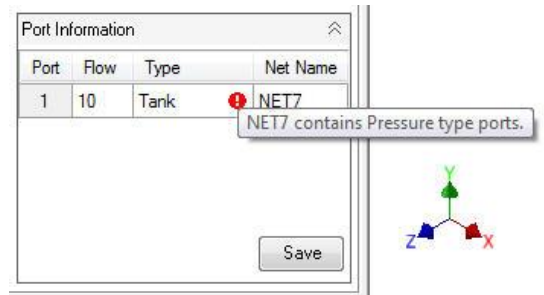 Port Information
Port Flow Type Net Name
1 10 Tank NET7
NET7 contains Pressure type ports.
Save
Y
Z X